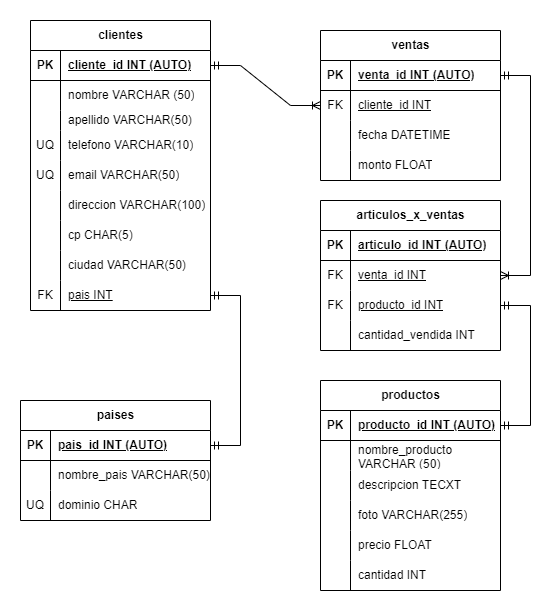 clientes
PK cliente_id INT (AUTO)
nombre VARCHAR (50)
apellido VARCHAR(50)
UQ telefono VARCHAR(10)
UQ email VARCHAR(50)
direccion VARCHAR(100)
cp CHAR(5)
ciudad VARCHAR(50)
FK pais INT
paises
PK pais_id INT (AUTO)
nombre_pais VARCHAR(50)
UQ dominio CHAR
ventas
PK venta_id INT (AUTO)
FK cliente_id INT
fecha DATETIME
monto FLOAT
articulos_x_ventas
PK articulo_id INT (AUTO)
FK venta_id INT
FK producto_id INT
cantidad_vendida INT
productos
PK producto_id INT (AUTO)
nombre_producto
VARCHAR (50)
descripcion TECXT
foto VARCHAR(255)
precio FLOAT
cantidad INT